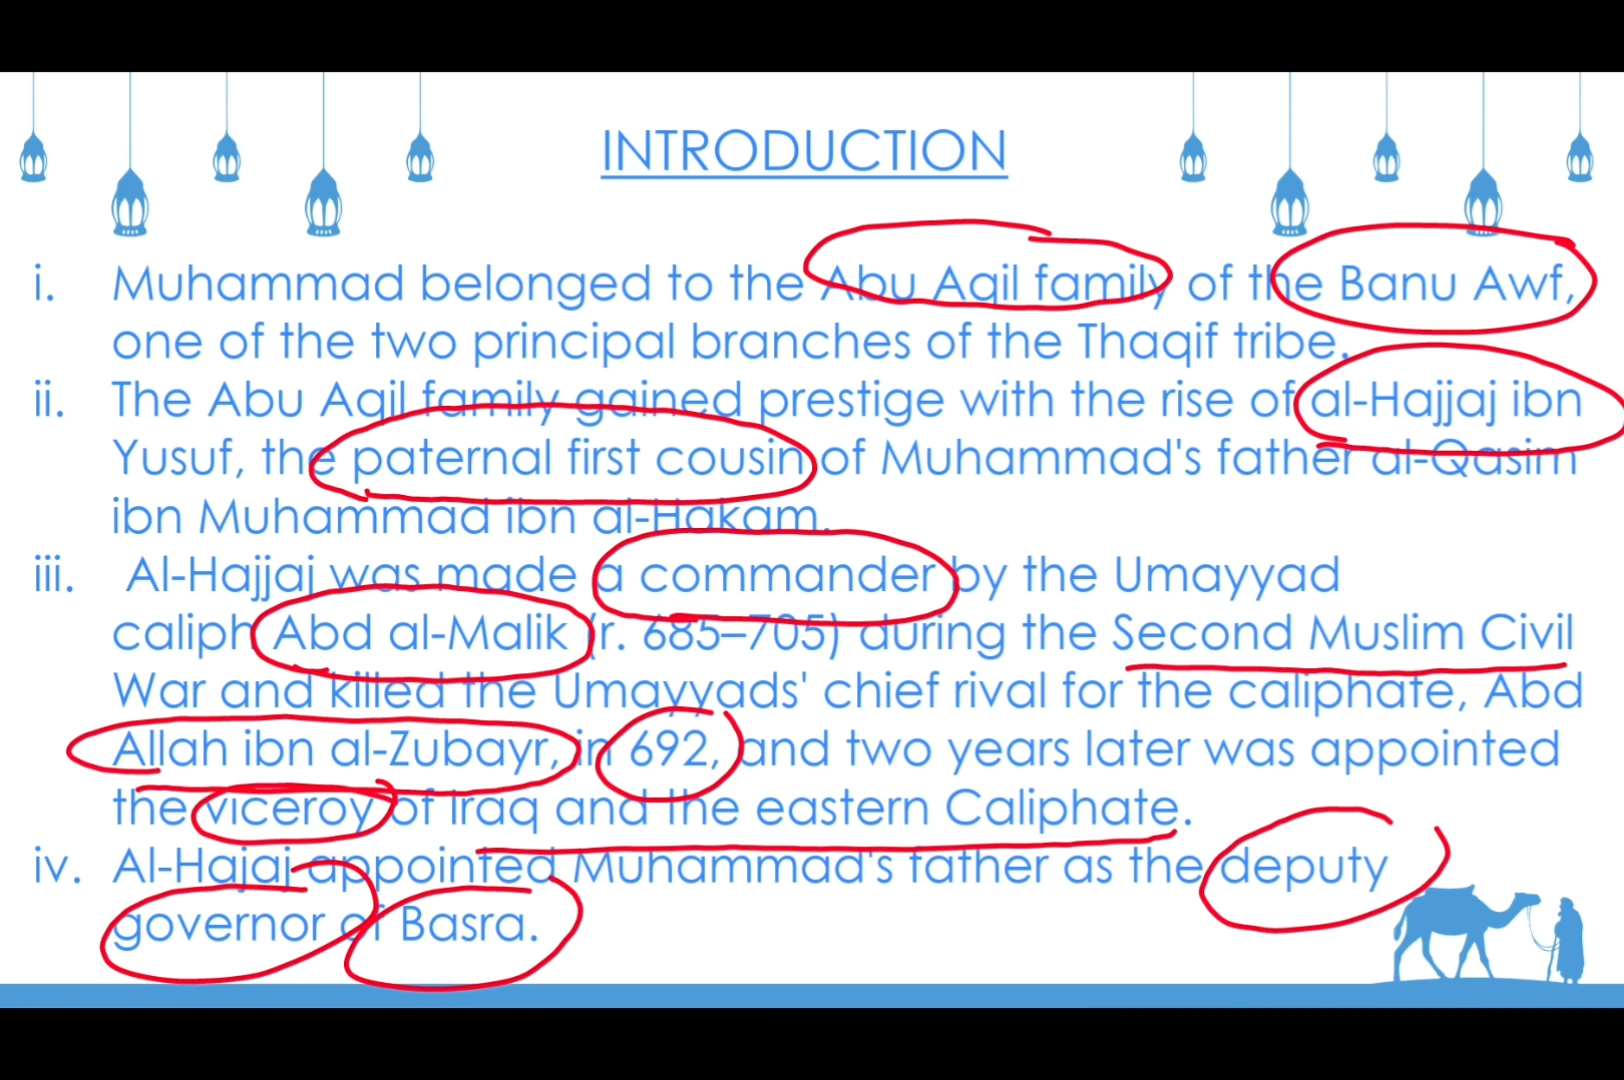 INTRODUCTION
i. Muhammad belonged to the Abu Aqil family of the Banu Awf,
one of the two principal branches of the Thaqif tribe.
ii. The Abu Aqil family gained prestige with the rise of al-Hajjaj ibn
Yusuf, the paternal first cousin of Muhammad's father al-Qasim
ibn Muhammad ibn al-Hakam.
iii. Al-Hajjaj was made a commander by the Umayyad
caliph Abd al-Malik (r. 685–705) during the Second Muslim Civil
War and killed the Umayyads' chief rival for the caliphate, Abd
Allah ibn al-Zubayr, in 692, and two years later was appointed
the viceroy of Iraq and the eastern Caliphate.
iv. Al-Hajaj appointed Muhammad's father as the deputy
governor of Basra.